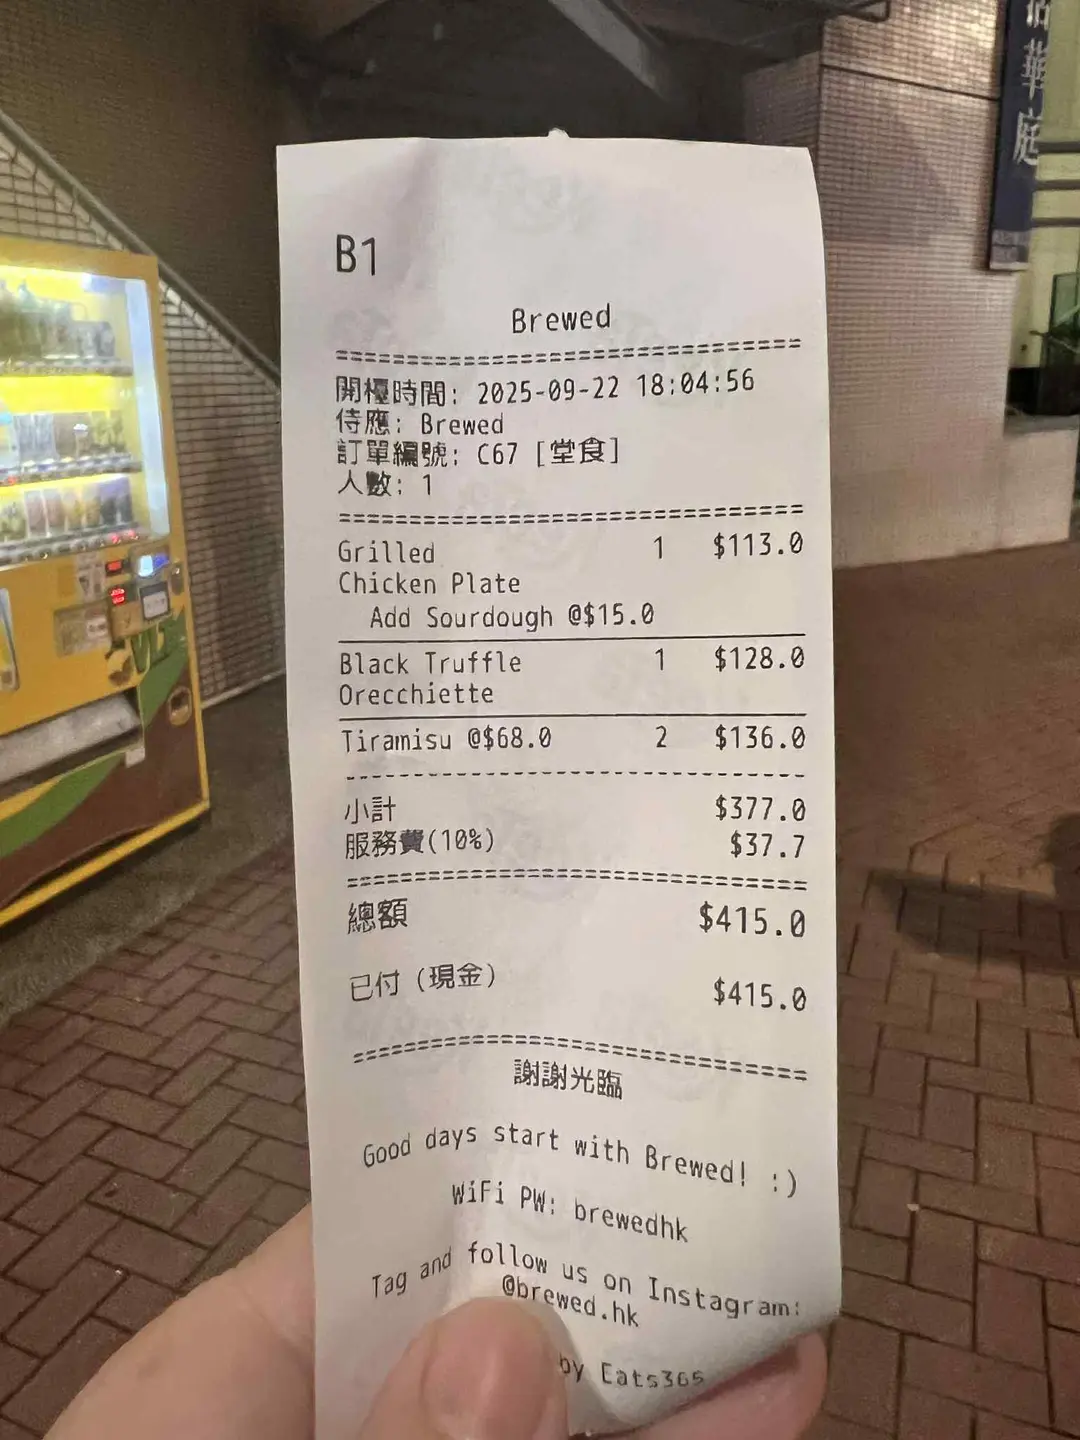 B1
Brewed
==================================
開檯時間: 2025-09-22 18:04:56
侍應: Brewed
訂單編號: C67 [堂食]
人數: 1
==================================
Grilled 1 $113.0
Chicken Plate
Add Sourdough @$15.0
Black Truffle 1 $128.0
Orecchiette
Tiramisu @$68.0 2 $136.0
----------------------------------
小計 $377.0
服務費(10%) $37.7
==================================
總額 $415.0
已付 (現金) $415.0
==================================
謝謝光臨
Good days start with Brewed! :)
WiFi PW: brewedhk
Tag and follow us on Instagram:
@brewed.hk
by Eats365
華庭